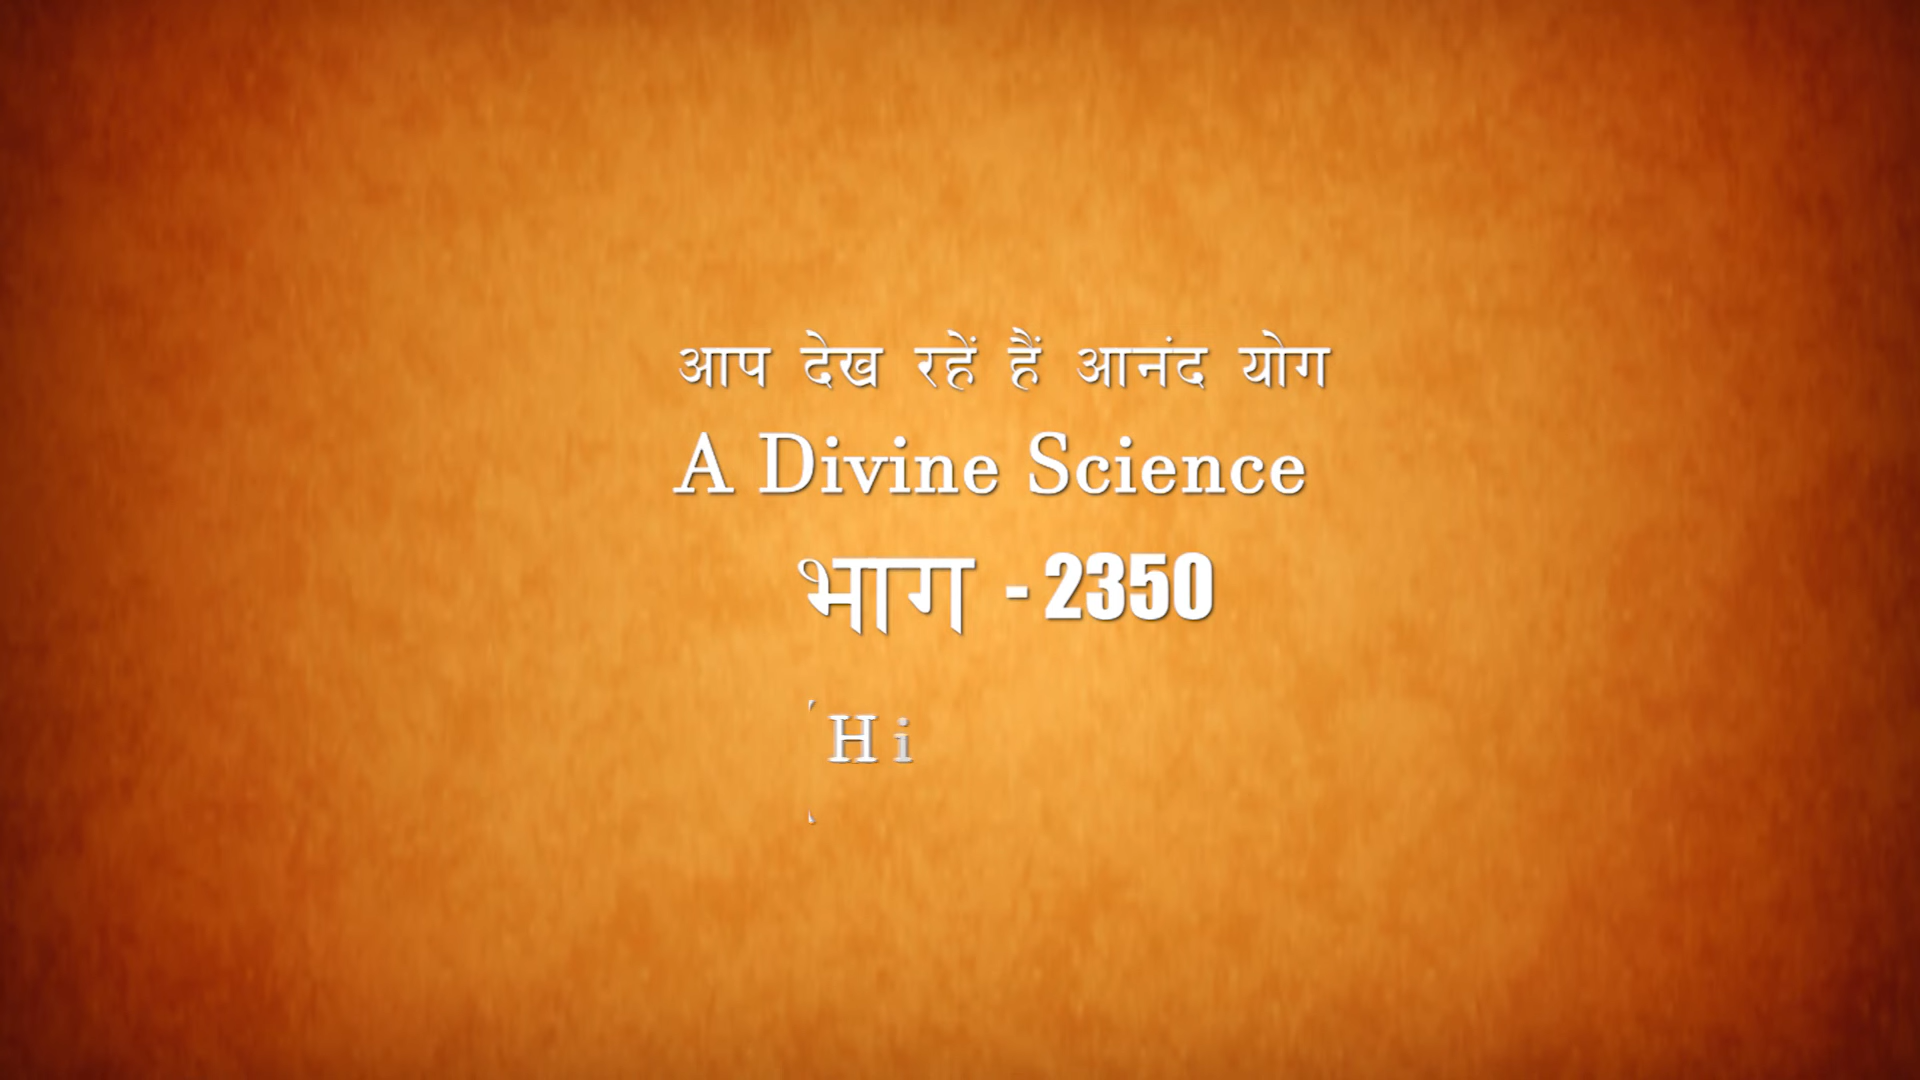 आप देख रहें हैं आनंद योग
A Divine Science
भाग - 2350
Hi